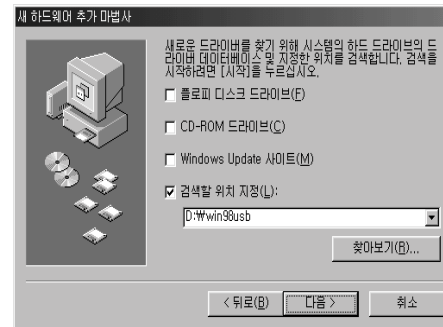 새 하드웨어 추가 마법사
새로운 드라이버를 찾기 위해 시스템의 하드 드라이브의 드
라이버 데이터베이스 및 지정한 위치를 검색합니다. 검색을
시작하려면 [시작]을 누르십시오.
플로피 디스크 드라이브(F)
CD-ROM 드라이브(C)
Windows Update 사이트(M)
검색할 위치 지정(L):
D:₩win98usb
찾아보기(R)...
< 뒤로(B)
다음 >
취소